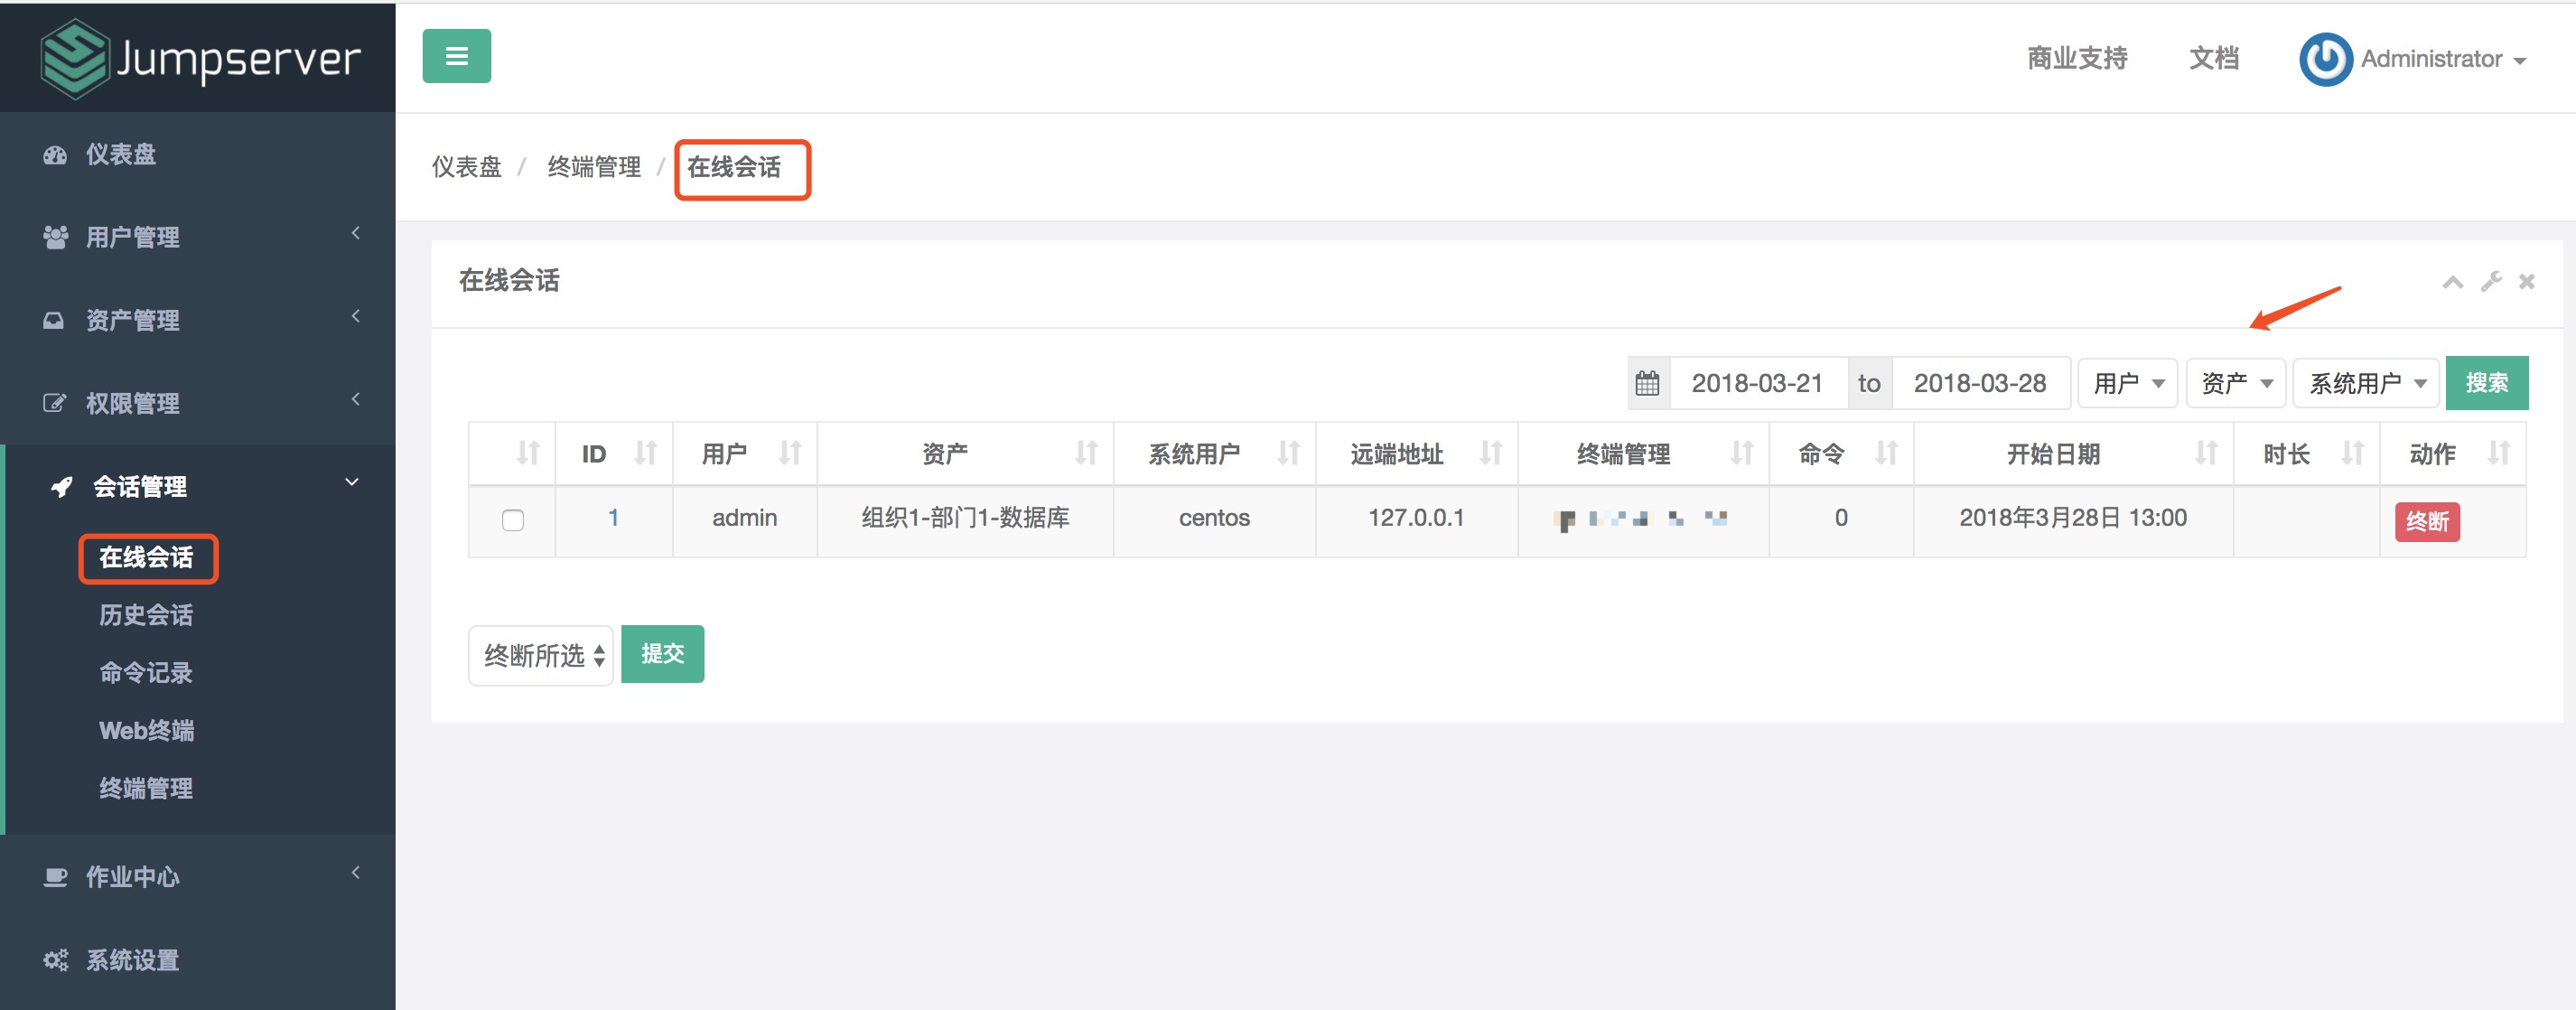 Jumpserver
商业支持 文档 Administrator
仪表盘
用户管理
资产管理
权限管理
会话管理
在线会话
历史会话
命令记录
Web终端
终端管理
作业中心
系统设置
仪表盘 / 终端管理 / 在线会话
在线会话
2018-03-21 to 2018-03-28 用户 资产 系统用户 搜索
ID 用户 资产 系统用户 远端地址 终端管理 命令 开始日期 时长 动作
1 admin 组织1-部门1-数据库 centos 127.0.0.1 0 2018年3月28日 13:00 终断
终断所选 提交